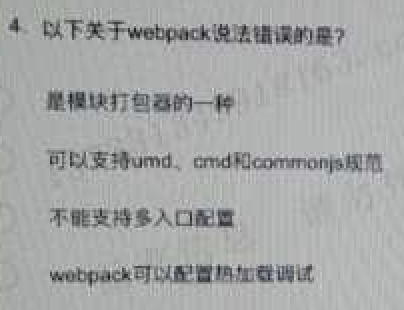 4. 以下关于webpack说法错误的是?
是模块打包器的一种
可以支持umd、cmd和commonjs规范
不能支持多入口配置
webpack可以配置热加载调试